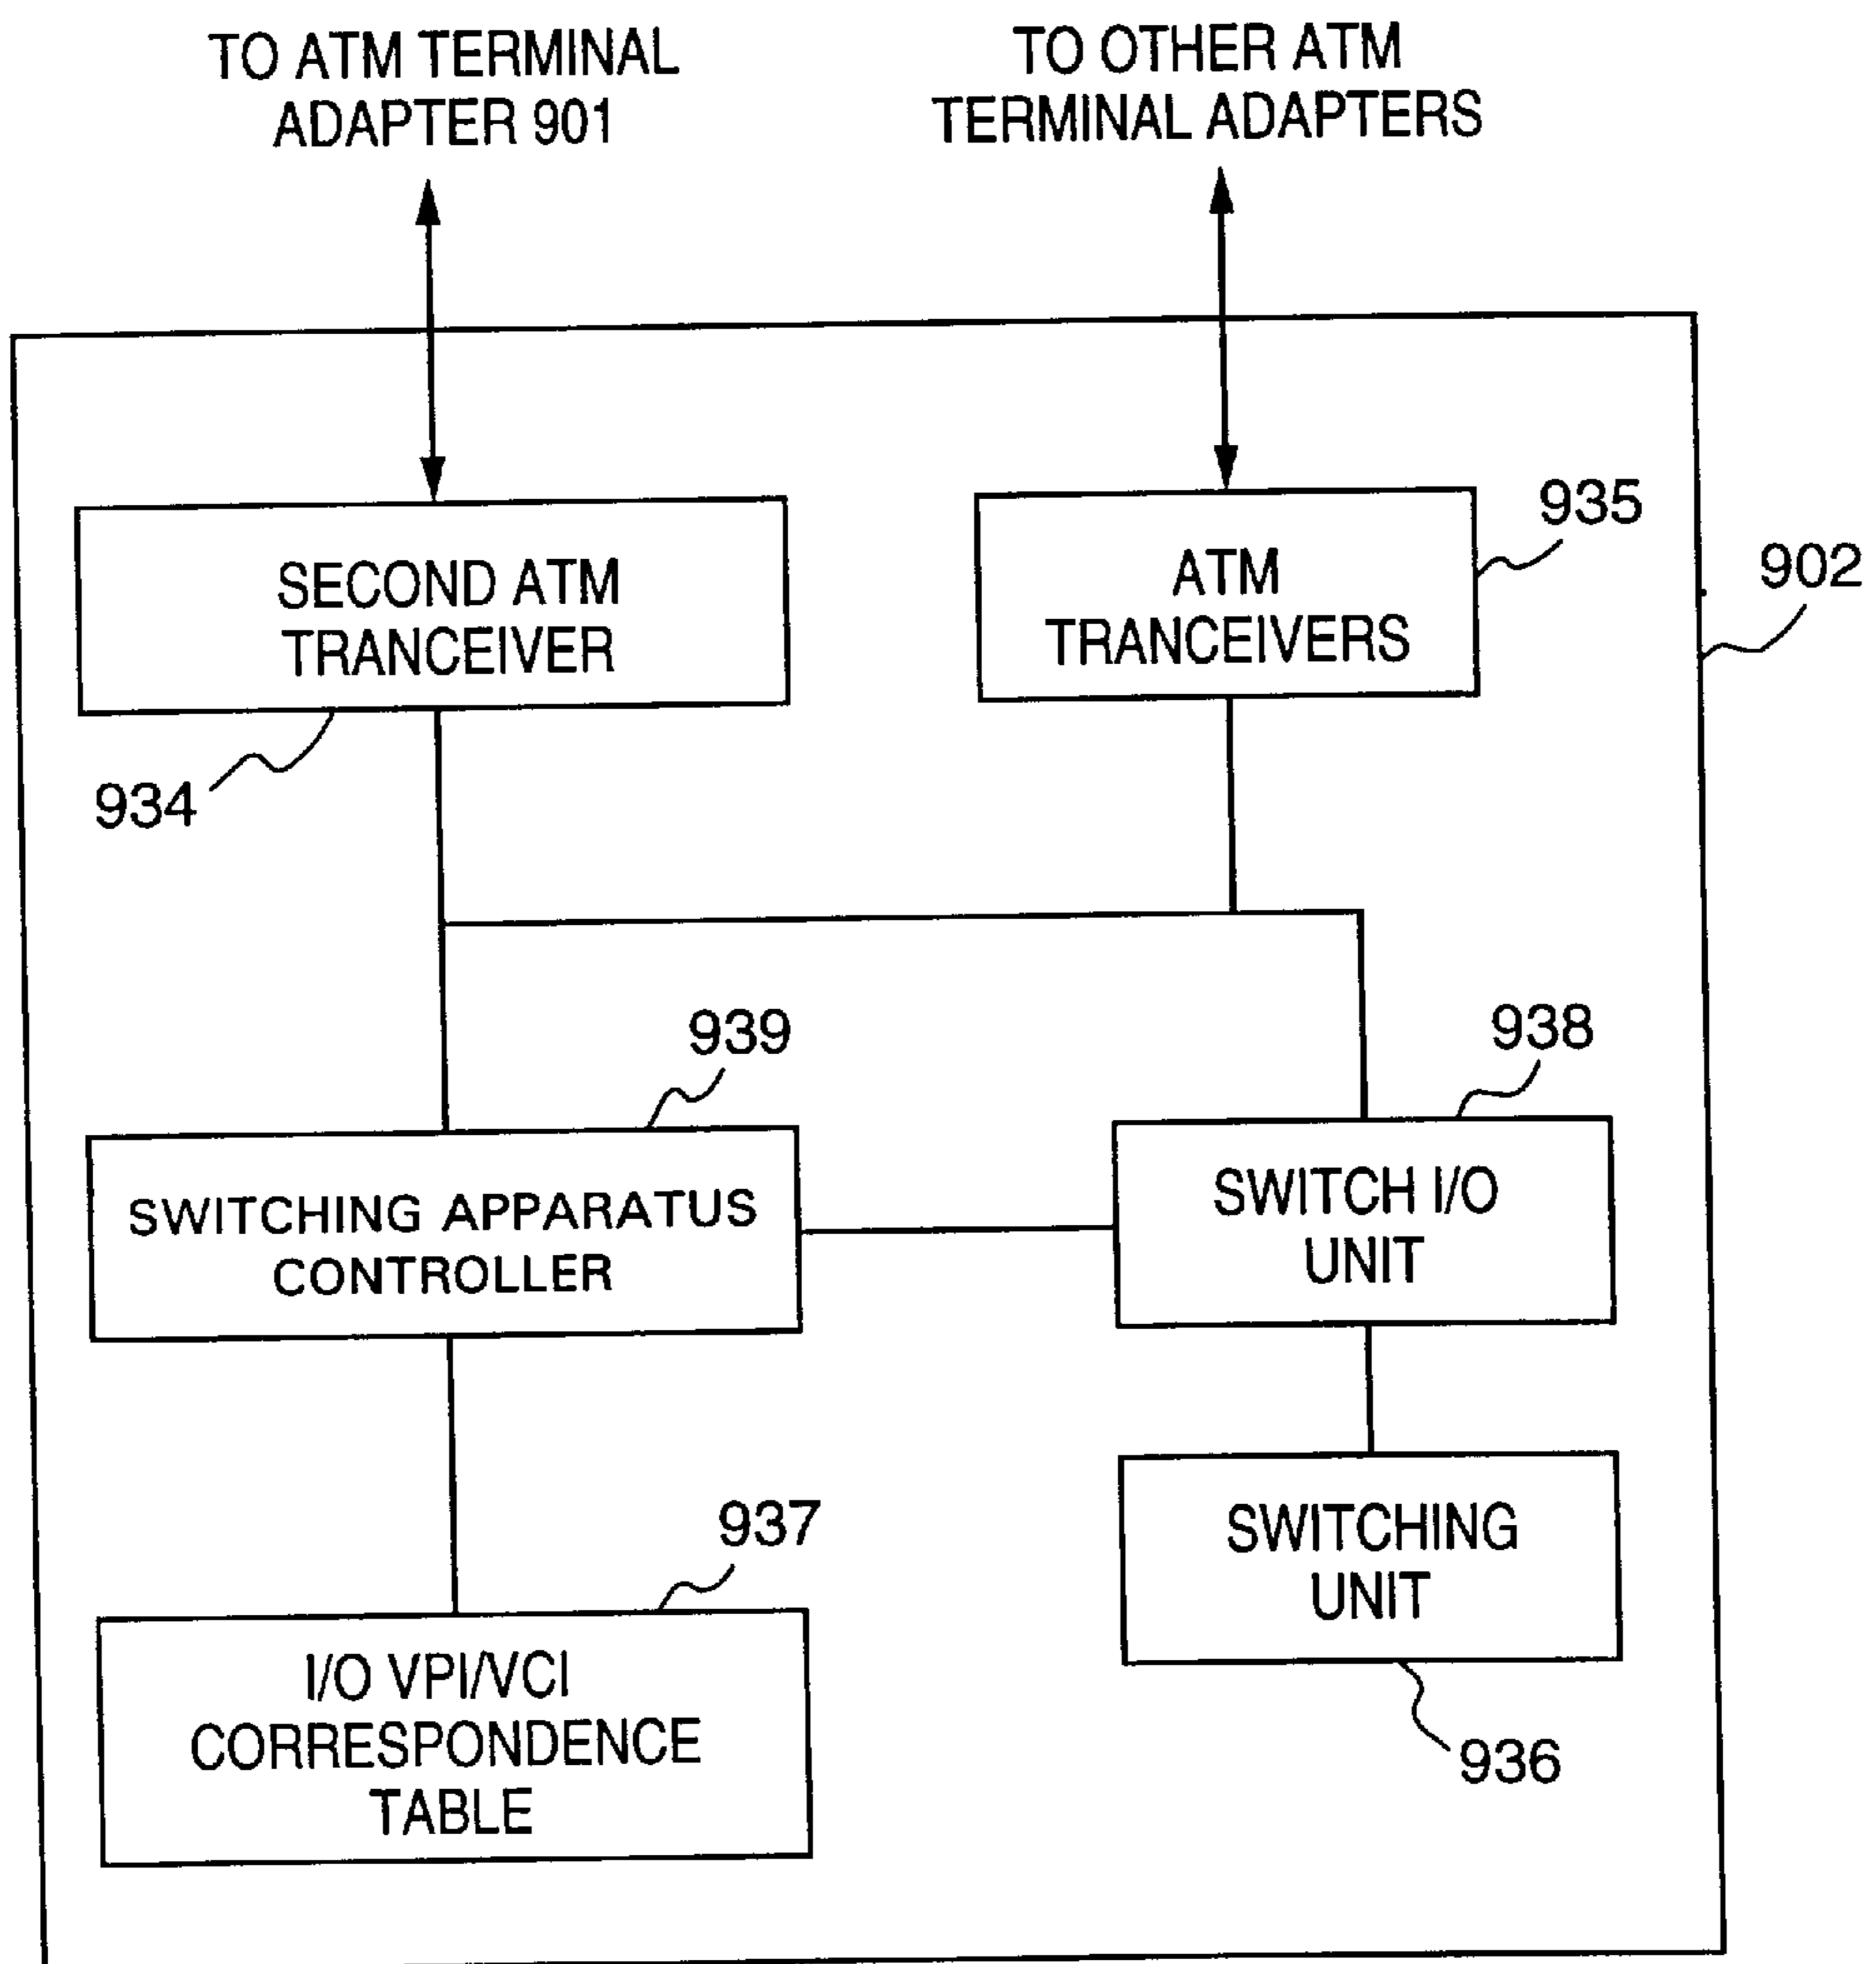 TO ATM TERMINAL
ADAPTER 901
TO OTHER ATM
TERMINAL ADAPTERS
SECOND ATM
TRANCEIVER
934
ATM
TRANCEIVERS
935
902
939
SWITCHING APPARATUS
CONTROLLER
938
SWITCH I/O
UNIT
937
I/O VPI/VCI
CORRESPONDENCE
TABLE
SWITCHING
UNIT
936